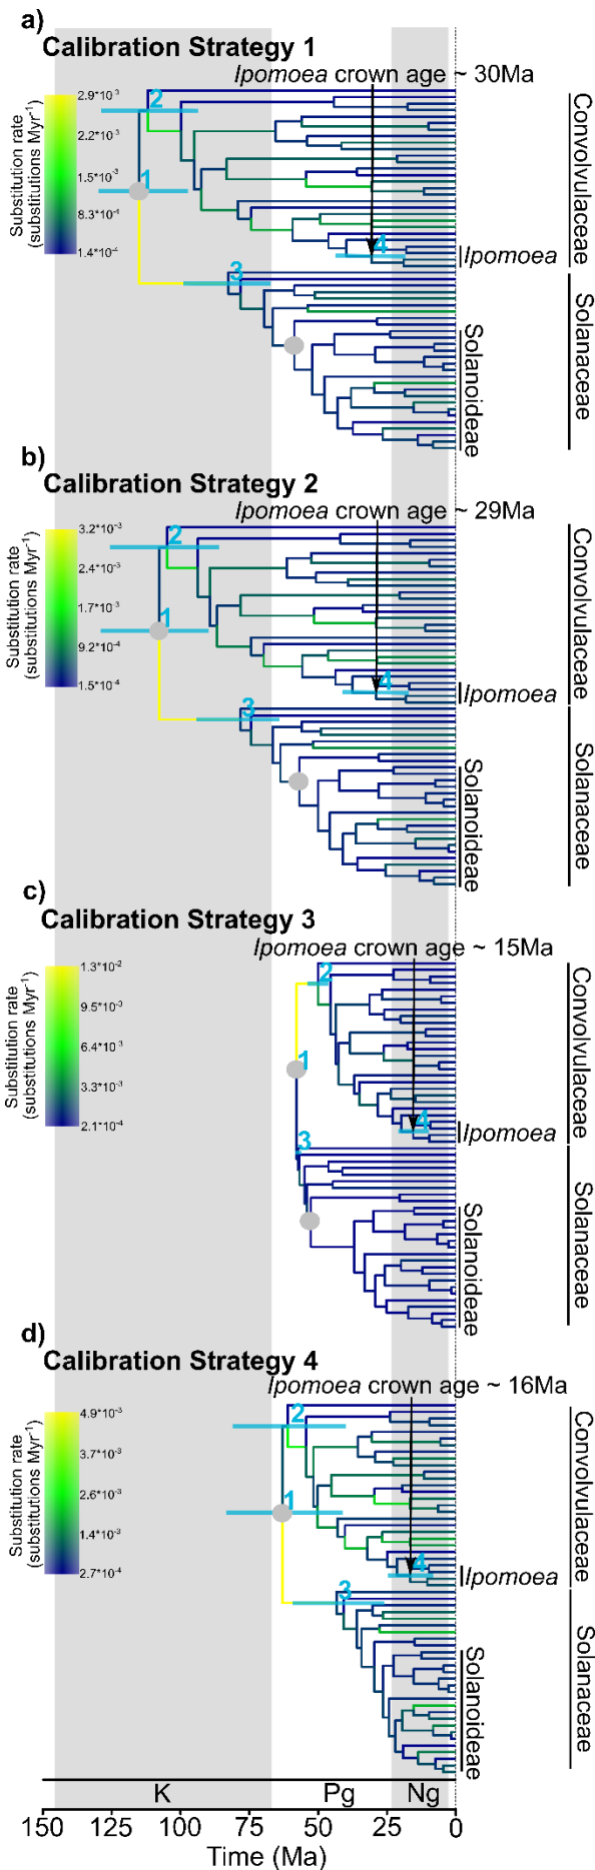 a)
Calibration Strategy 1
Ipomoea crown age ~ 30Ma
Substitution rate
(substitutions Myr⁻¹)
2.9*10⁻³
2.2*10⁻³
1.5*10⁻³
8.3*10⁻⁴
1.4*10⁻⁴
2
1
4
3
Convolvulaceae
Ipomoea
Solanaceae
Solanoideae
b)
Calibration Strategy 2
Ipomoea crown age ~ 29Ma
Substitution rate
(substitutions Myr⁻¹)
3.2*10⁻³
2.4*10⁻³
1.7*10⁻³
9.2*10⁻⁴
1.5*10⁻⁴
2
1
4
3
Convolvulaceae
Ipomoea
Solanaceae
Solanoideae
c)
Calibration Strategy 3
Ipomoea crown age ~ 15Ma
Substitution rate
(substitutions Myr⁻¹)
1.3*10⁻²
9.5*10⁻³
6.4*10⁻³
3.3*10⁻³
2.1*10⁻⁴
2
1
4
3
Convolvulaceae
Ipomoea
Solanaceae
Solanoideae
d)
Calibration Strategy 4
Ipomoea crown age ~ 16Ma
Substitution rate
(substitutions Myr⁻¹)
4.9*10⁻³
3.7*10⁻³
2.6*10⁻³
1.4*10⁻³
2.7*10⁻⁴
2
1
4
3
Convolvulaceae
Ipomoea
Solanaceae
Solanoideae
K Pg Ng
150 125 100 75 50 25 0
Time (Ma)